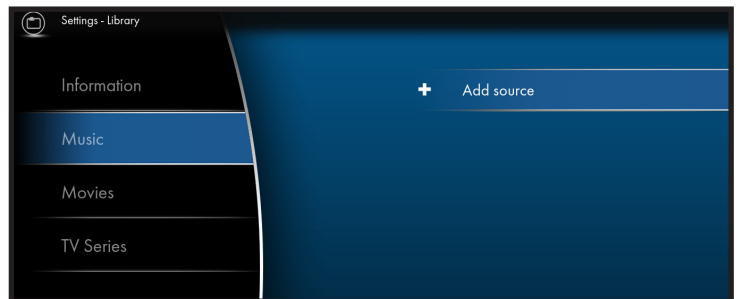 Settings - Library
Information
Add source
Music
Movies
TV Series